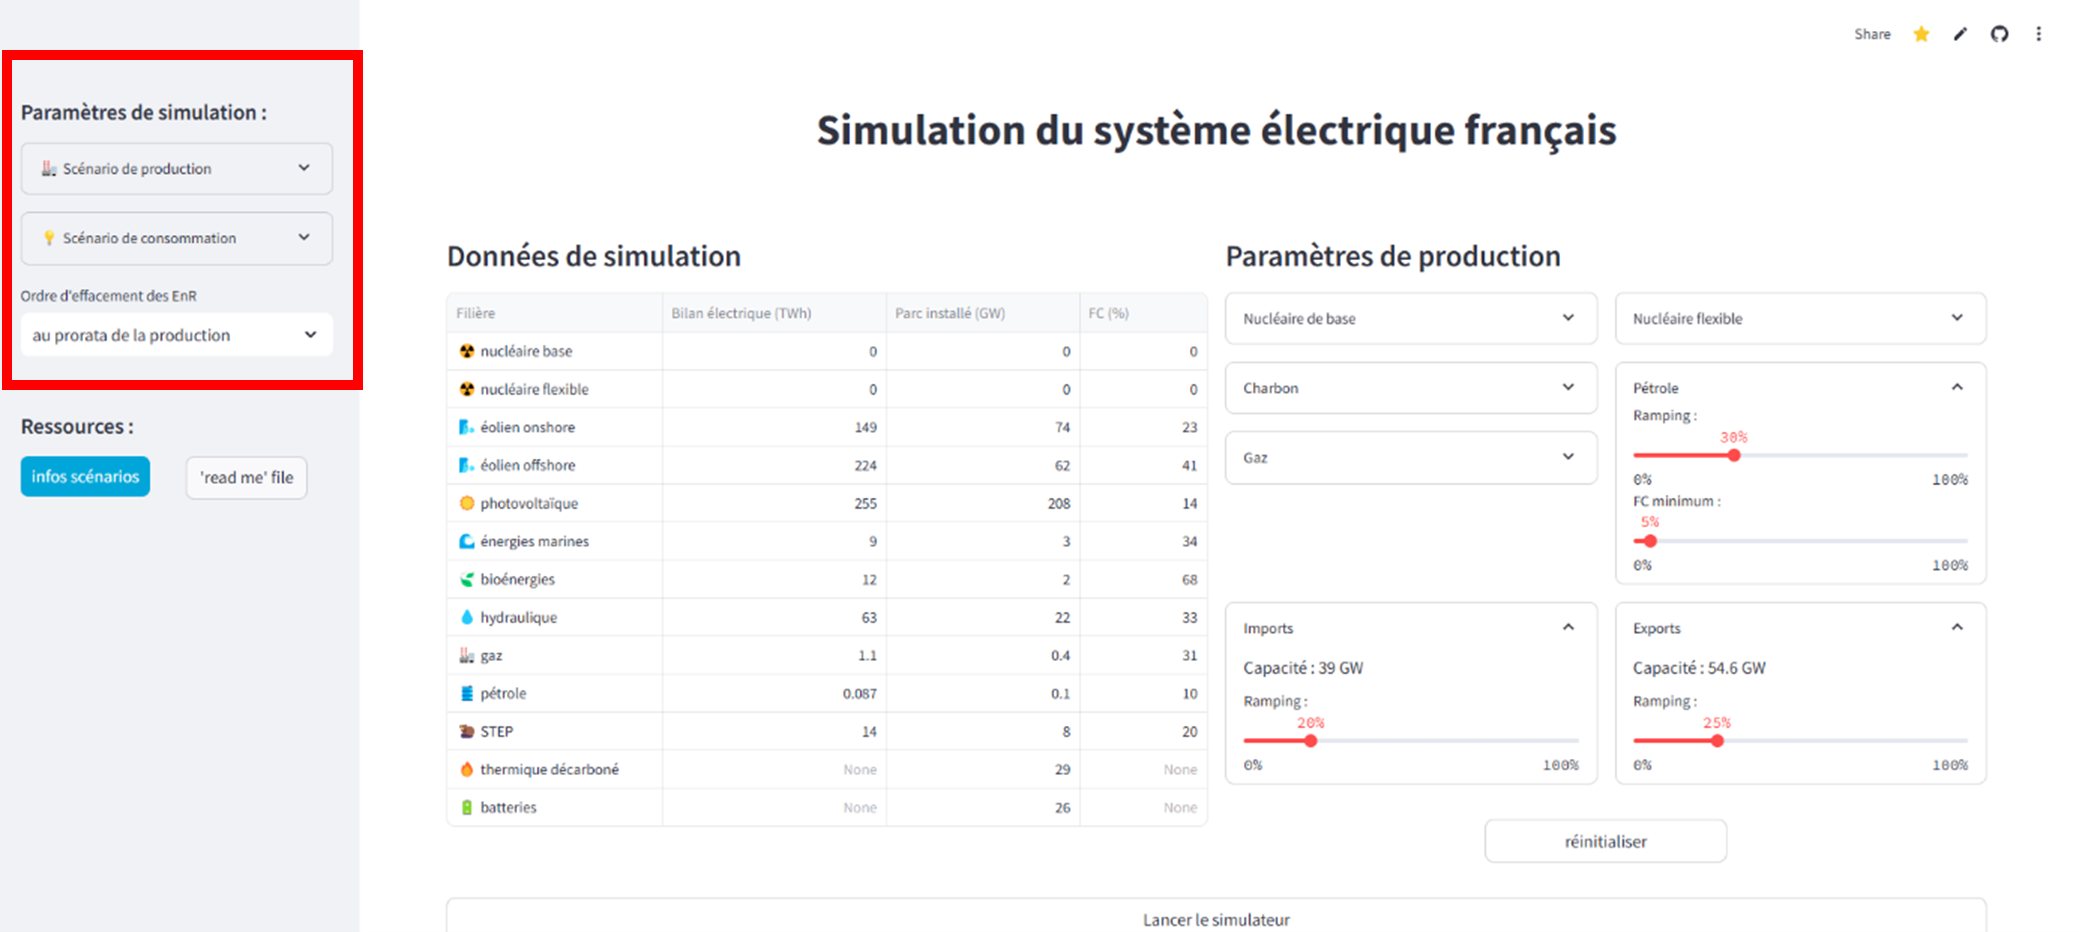 Share
Paramètres de simulation :
Scénario de production
Scénario de consommation
Ordre d'effacement des EnR
au prorata de la production
Ressources :
infos scénarios
'read me' file
Simulation du système électrique français
Données de simulation
Filière Bilan électrique (TWh) Parc installé (GW) FC (%)
nucléaire base 0 0 0
nucléaire flexible 0 0 0
éolien onshore 149 74 23
éolien offshore 224 62 41
photovoltaïque 255 208 14
énergies marines 9 3 34
bioénergies 12 2 68
hydraulique 63 22 33
gaz 1.1 0.4 31
pétrole 0.087 0.1 10
STEP 14 8 20
thermique décarboné None 29 None
batteries None 26 None
Paramètres de production
Nucléaire de base
Nucléaire flexible
Charbon
Gaz
Pétrole
Ramping :
30%
0% 100%
FC minimum :
5%
0% 100%
Imports
Capacité : 39 GW
Ramping :
20%
0% 100%
Exports
Capacité : 54.6 GW
Ramping :
25%
0% 100%
réinitialiser
Lancer le simulateur